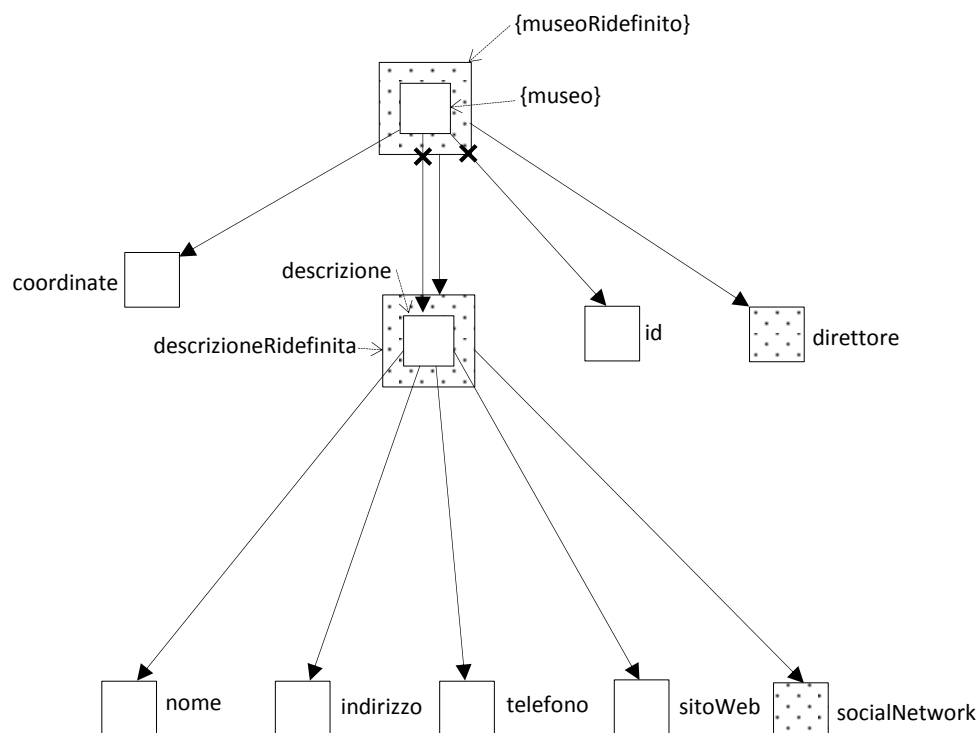 {museoRidefinito}
{museo}
descrizione
coordinate
descrizioneRidefinita
id
direttore
nome
indirizzo
telefono
sitoWeb
socialNetwork